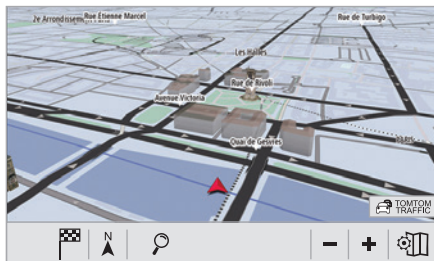 2e Arrondissem
Rue Etienne Marcel
Rue de Turbigo
Les Halles
Rue de Rivoli
Avenue Victoria
Quai de Gesvres
TOMTOM
TRAFFIC
N